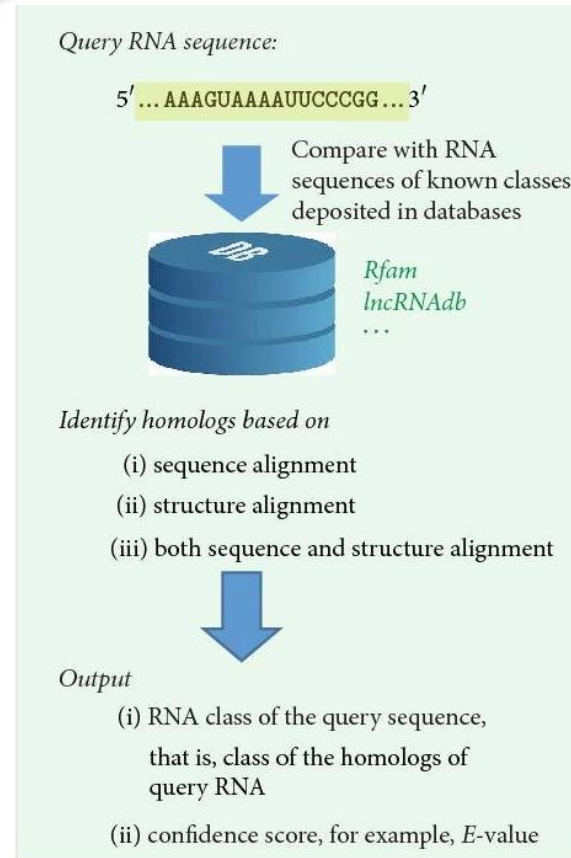 Query RNA sequence:
5′...AAAGUAAAAUUCCCGG...3′
Compare with RNA
sequences of known classes
deposited in databases
DB
Rfam
lncRNAdb
...
Identify homologs based on
(i) sequence alignment
(ii) structure alignment
(iii) both sequence and structure alignment
Output
(i) RNA class of the query sequence,
that is, class of the homologs of
query RNA
(ii) confidence score, for example, E-value